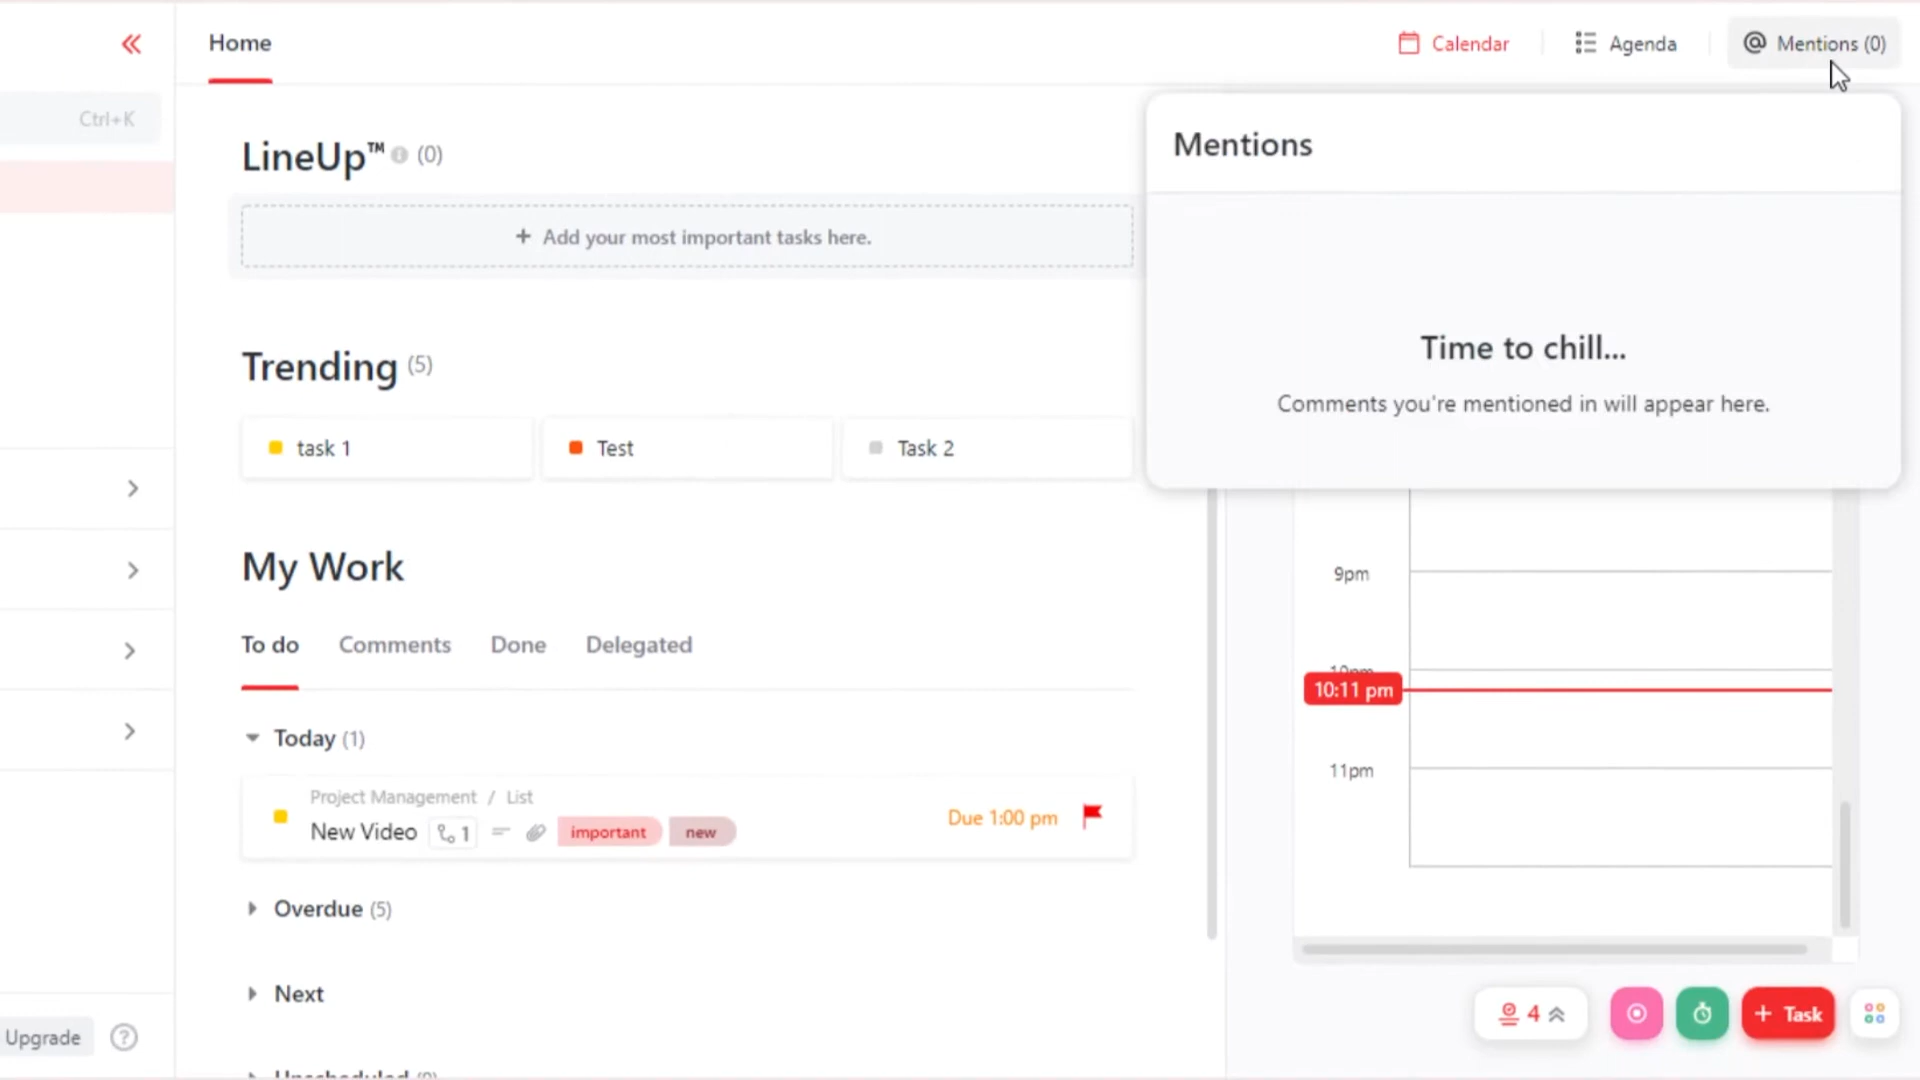 Home
Calendar
Agenda
@ Mentions (0)
Ctrl+K
LineUp™ (0)
+ Add your most important tasks here.
Mentions
Time to chill...
Comments you're mentioned in will appear here.
Trending (5)
task 1
Test
Task 2
My Work
To do
Comments
Done
Delegated
Today (1)
Project Management / List
New Video 1 important new
Due 1:00 pm
Overdue (5)
Next
9pm
10pm
10:11 pm
11pm
Upgrade
?
4
+ Task